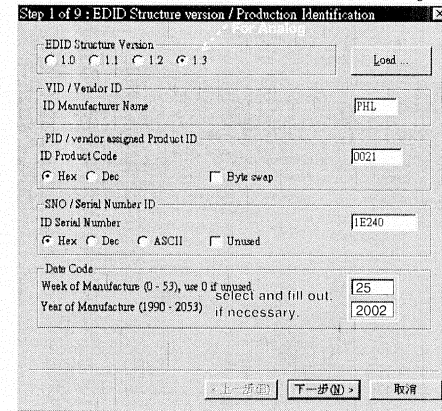 Step 1 of 9 : EDID Structure version / Production Identification
EDID Structure Version
For Analog
1.0 1.1 1.2 1.3
Load ...
VID / Vendor ID
ID Manufacturer Name PHL
PID / vendor assigned Product ID
ID Product Code 0021
Hex Dec Byte swap
SNO / Serial Number ID
ID Serial Number 1E240
Hex Dec ASCII Unused
Date Code
Week of Manufacture (0 - 53), use 0 if unused 25
select and fill out.
Year of Manufacture (1990 - 2053) 2002
if necessary.
< 上一步(B) 下一步(N) > 取消